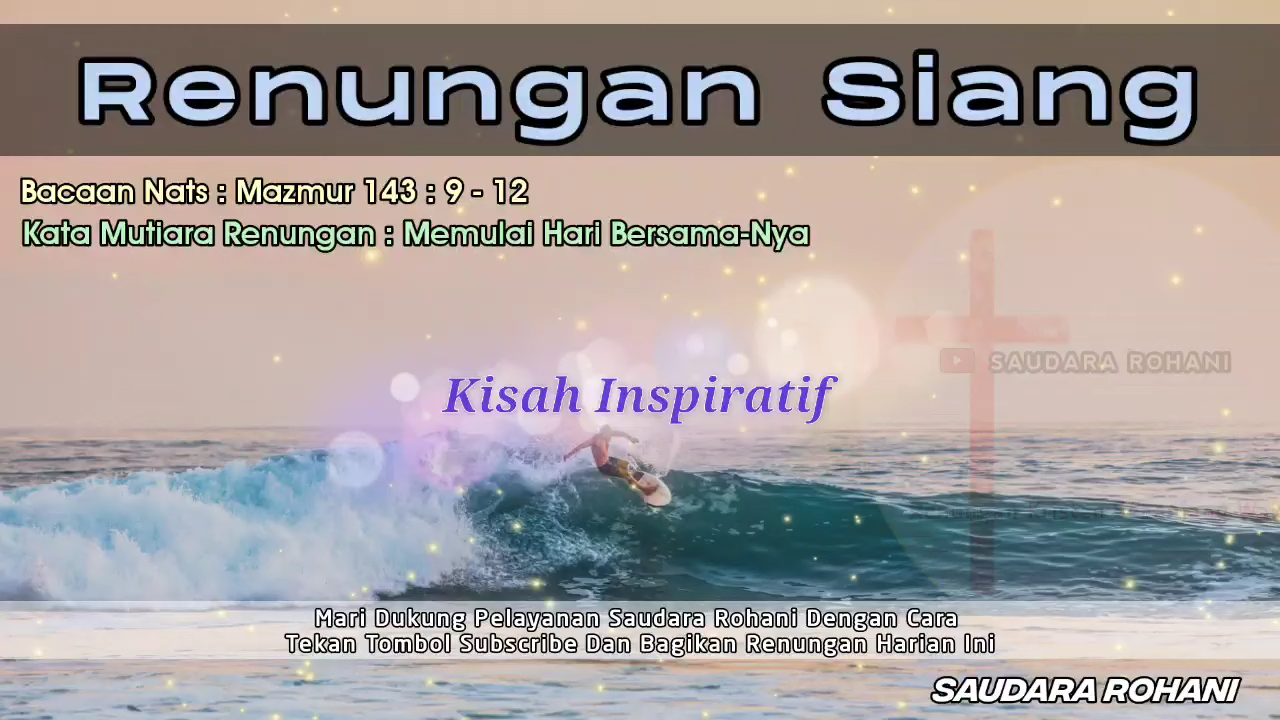 Renungan Siang
Bacaan Nats : Mazmur 143 : 9 - 12
Kata Mutiara Renungan : Memulai Hari Bersama-Nya
SAUDARA ROHANI
Kisah Inspiratif
Mari Dukung Pelayanan Saudara Rohani Dengan Cara
Tekan Tombol Subscribe Dan Bagikan Renungan Harian Ini
SAUDARA ROHANI